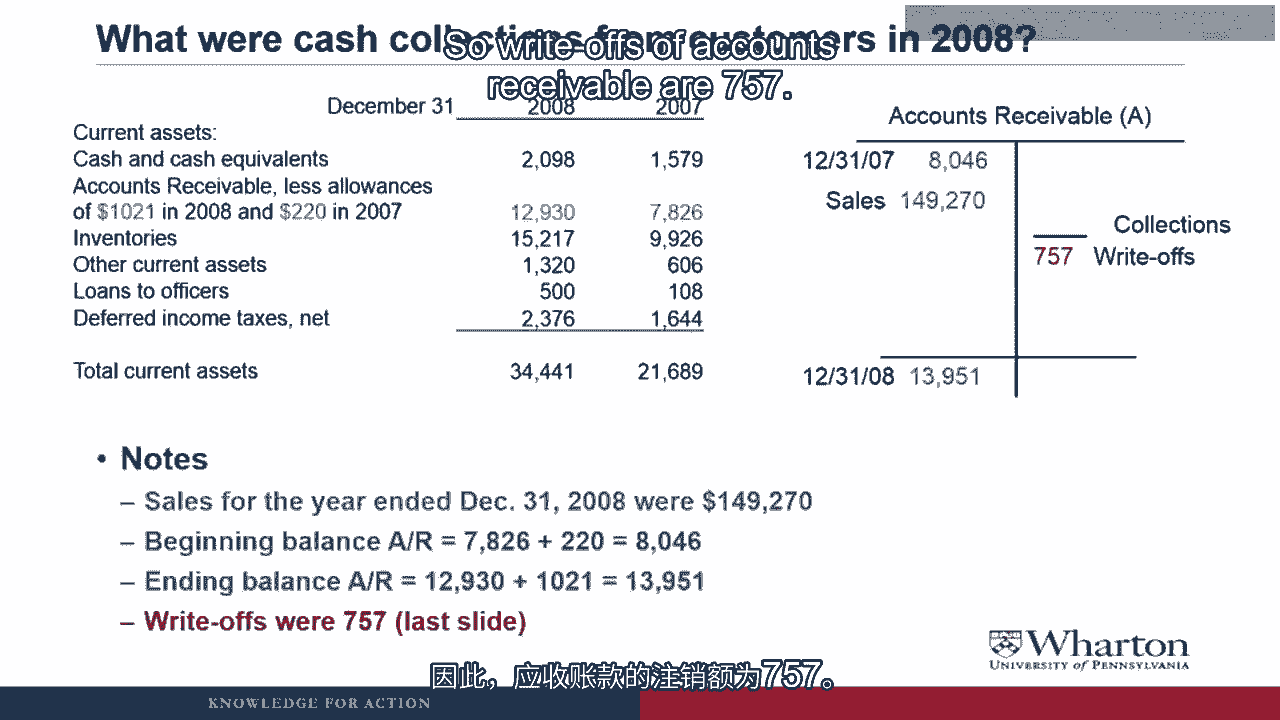 What were cash collections from customers in 2008?
So write-offs of accounts
receivable are 757.
December 31 2008 2007
Current assets:
Cash and cash equivalents 2,098 1,579
Accounts Receivable, less allowances
of $1021 in 2008 and $220 in 2007 12,930 7,826
Inventories 15,217 9,926
Other current assets 1,320 606
Loans to officers 500 108
Deferred income taxes, net 2,376 1,644
Total current assets 34,441 21,689
Accounts Receivable (A)
12/31/07 8,046
Sales 149,270
Collections
757 Write-offs
12/31/08 13,951
• Notes
– Sales for the year ended Dec. 31, 2008 were $149,270
– Beginning balance A/R = 7,826 + 220 = 8,046
– Ending balance A/R = 12,930 + 1021 = 13,951
– Write-offs were 757 (last slide)
Wharton
UNIVERSITY of PENNSYLVANIA
因此，应收账款的注销额为757。
KNOWLEDGE FOR ACTION